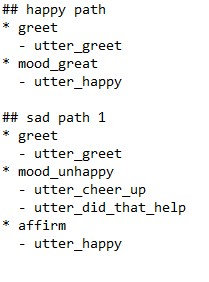 ## happy path
* greet
  - utter_greet
* mood_great
  - utter_happy

## sad path 1
* greet
  - utter_greet
* mood_unhappy
  - utter_cheer_up
  - utter_did_that_help
* affirm
  - utter_happy